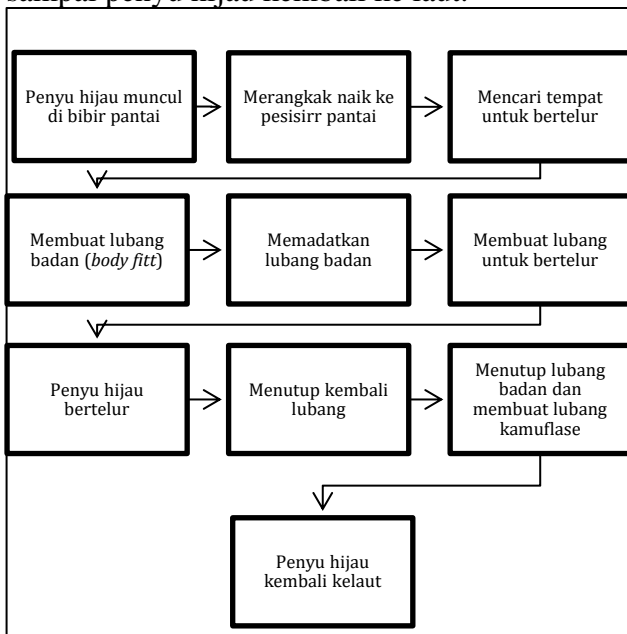 sampai penyu hijau kembali ke laut.
Penyu hijau muncul
di bibir pantai
Merangkak naik ke
pesisirr pantai
Mencari tempat
untuk bertelur
Membuat lubang
badan (body fitt)
Memadatkan
lubang badan
Membuat lubang
untuk bertelur
Penyu hijau
bertelur
Menutup kembali
lubang
Menutup lubang
badan dan
membuat lubang
kamuflase
Penyu hijau
kembali kelaut